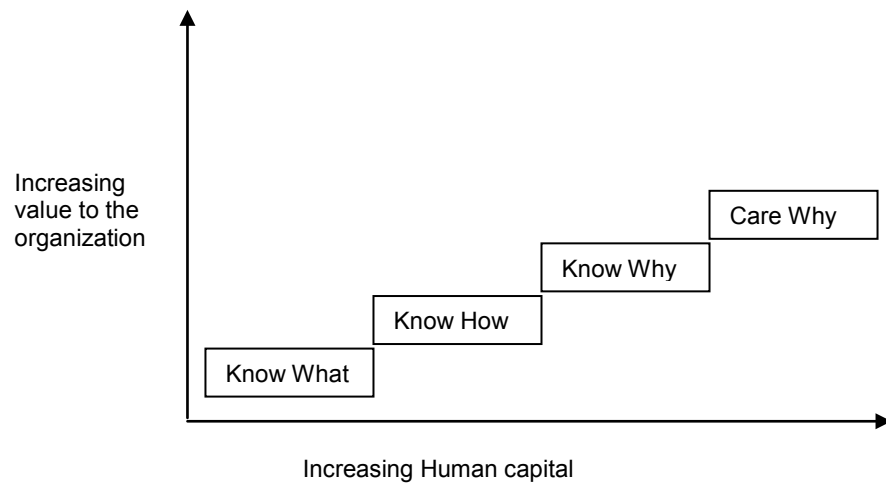 Increasing
value to the
organization
Care Why
Know Why
Know How
Know What
Increasing Human capital